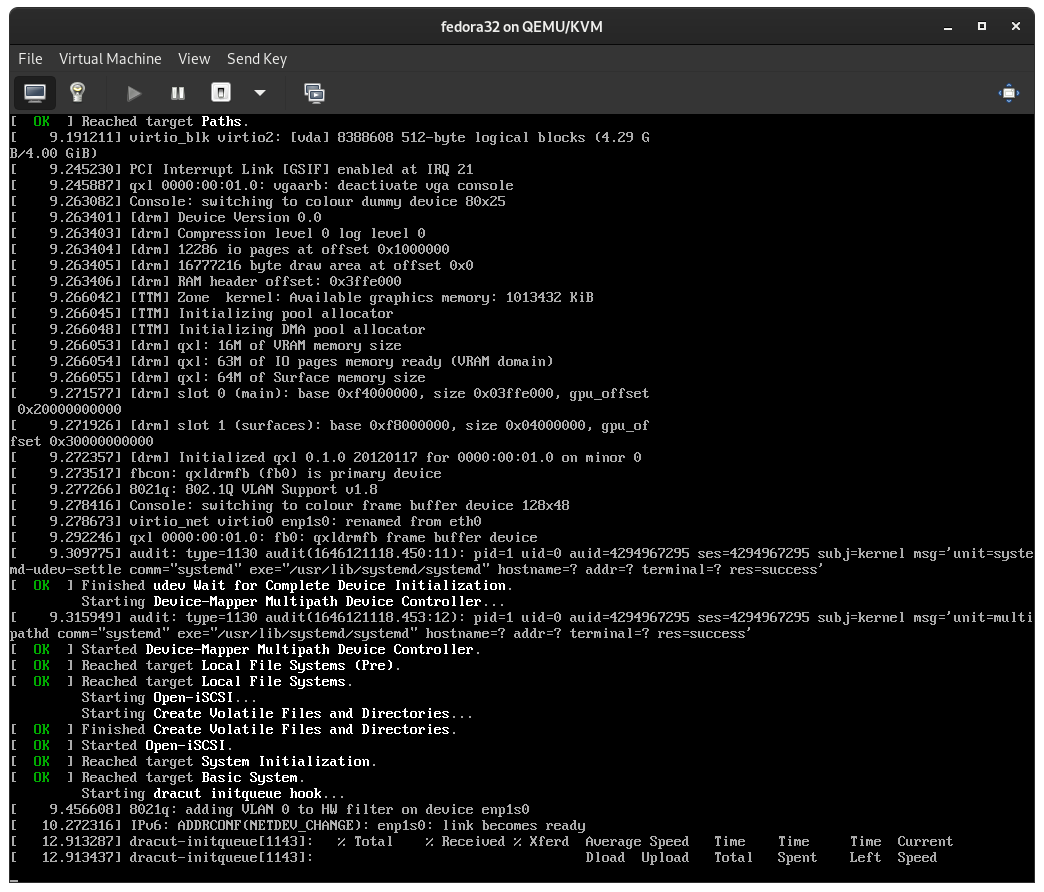 fedora32 on QEMU/KVM
File Virtual Machine View Send Key
[ OK ] Reached target Paths.
[ 9.191211] virtio_blk virtio2: [vda] 8388608 512-byte logical blocks (4.29 G
B/4.00 GiB)
[ 9.245230] PCI Interrupt Link [GSIF] enabled at IRQ 21
[ 9.245887] qxl 0000:00:01.0: vgaarb: deactivate vga console
[ 9.263082] Console: switching to colour dummy device 80x25
[ 9.263401] [drm] Device Version 0.0
[ 9.263403] [drm] Compression level 0 log level 0
[ 9.263404] [drm] 12286 io pages at offset 0x1000000
[ 9.263405] [drm] 16777216 byte draw area at offset 0x0
[ 9.263406] [drm] RAM header offset: 0x3ffe000
[ 9.266042] [TTM] Zone  kernel: Available graphics memory: 1013432 KiB
[ 9.266045] [TTM] Initializing pool allocator
[ 9.266048] [TTM] Initializing DMA pool allocator
[ 9.266053] [drm] qxl: 16M of VRAM memory size
[ 9.266054] [drm] qxl: 63M of IO pages memory ready (VRAM domain)
[ 9.266055] [drm] qxl: 64M of Surface memory size
[ 9.271577] [drm] slot 0 (main): base 0xf4000000, size 0x03ffe000, gpu_offset
 0x20000000000
[ 9.271926] [drm] slot 1 (surfaces): base 0xf8000000, size 0x04000000, gpu_of
fset 0x30000000000
[ 9.272357] [drm] Initialized qxl 0.1.0 20120117 for 0000:00:01.0 on minor 0
[ 9.273517] fbcon: qxldrmfb (fb0) is primary device
[ 9.277266] 8021q: 802.1Q VLAN Support v1.8
[ 9.278416] Console: switching to colour frame buffer device 128x48
[ 9.278673] virtio_net virtio0 enp1s0: renamed from eth0
[ 9.292246] qxl 0000:00:01.0: fb0: qxldrmfb frame buffer device
[ 9.309775] audit: type=1130 audit(1646121118.450:11): pid=1 uid=0 auid=4294967295 ses=4294967295 subj=kernel msg='unit=syste
md-udev-settle comm="systemd" exe="/usr/lib/systemd/systemd" hostname=? addr=? terminal=? res=success'
[ OK ] Finished udev Wait for Complete Device Initialization.
Starting Device-Mapper Multipath Device Controller...
[ 9.315949] audit: type=1130 audit(1646121118.453:12): pid=1 uid=0 auid=4294967295 ses=4294967295 subj=kernel msg='unit=multi
pathd comm="systemd" exe="/usr/lib/systemd/systemd" hostname=? addr=? terminal=? res=success'
[ OK ] Started Device-Mapper Multipath Device Controller.
[ OK ] Reached target Local File Systems (Pre).
[ OK ] Reached target Local File Systems.
Starting Open-iSCSI...
Starting Create Volatile Files and Directories...
[ OK ] Finished Create Volatile Files and Directories.
[ OK ] Started Open-iSCSI.
[ OK ] Reached target System Initialization.
[ OK ] Reached target Basic System.
Starting dracut initqueue hook...
[ 9.456608] 8021q: adding VLAN 0 to HW filter on device enp1s0
[ 10.272316] IPv6: ADDRCONF(NETDEV_CHANGE): enp1s0: link becomes ready
[ 12.913287] dracut-initqueue[1143]: % Total % Received % Xferd Average Speed Time Time Time Current
[ 12.913437] dracut-initqueue[1143]: Dload Upload Total Spent Left Speed